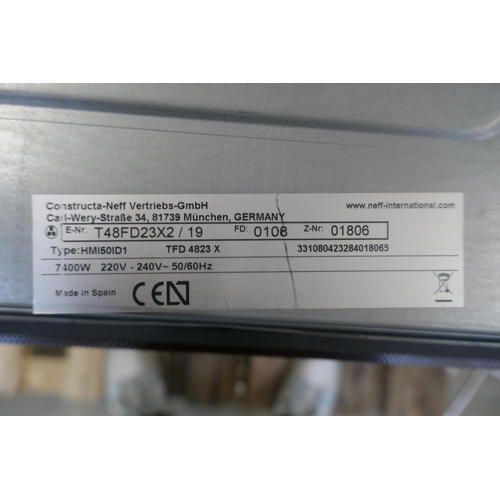 Constructa-Neff Vertriebs-GmbH www.neff-international.com
Carl-Wery-Straße 34, 81739 München, GERMANY
E-Nr. T48FD23X2 / 19 FD: 0108 Z-Nr: 01806
Type:HMI50ID1 TFD 4823 X 331080423284018065
7400W 220V - 240V~ 50/60Hz
Made in Spain CE N